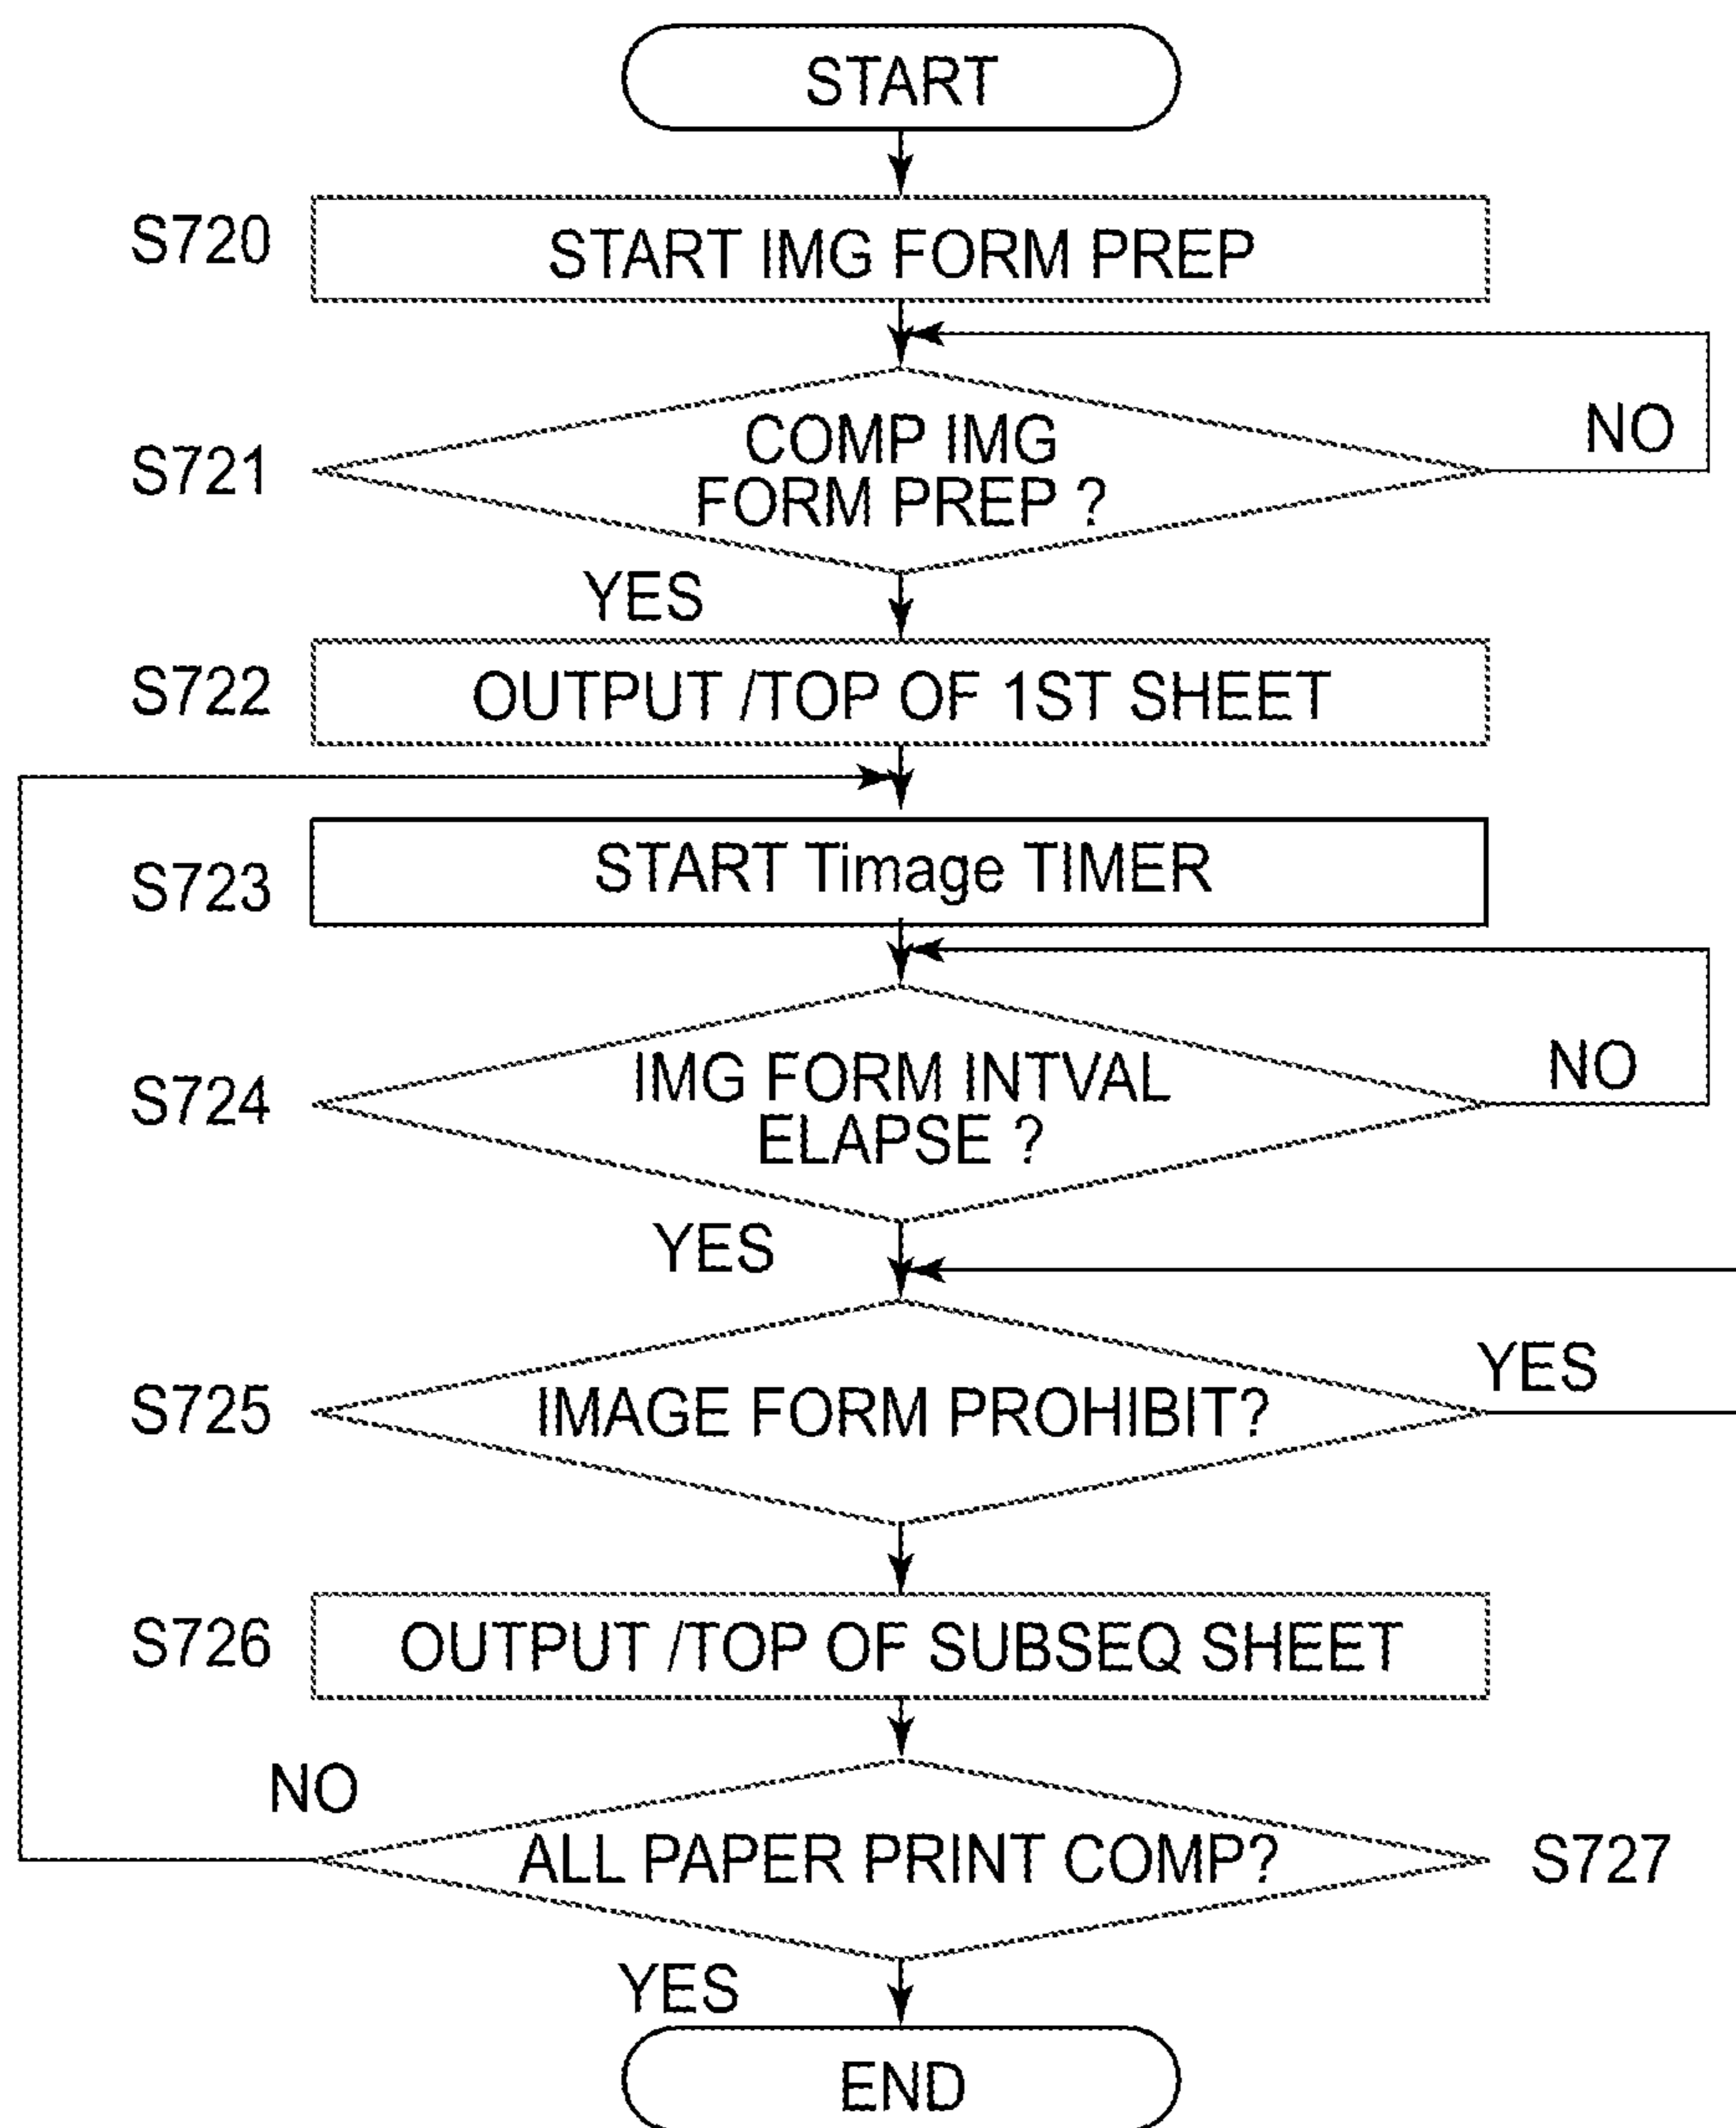 START
S720
START IMG FORM PREP
S721
COMP IMG
FORM PREP ?
NO
YES
S722
OUTPUT /TOP OF 1ST SHEET
S723
START Timage TIMER
S724
IMG FORM INTVAL
ELAPSE ?
NO
YES
S725
IMAGE FORM PROHIBIT?
YES
S726
OUTPUT /TOP OF SUBSEQ SHEET
NO
ALL PAPER PRINT COMP?
S727
YES
END